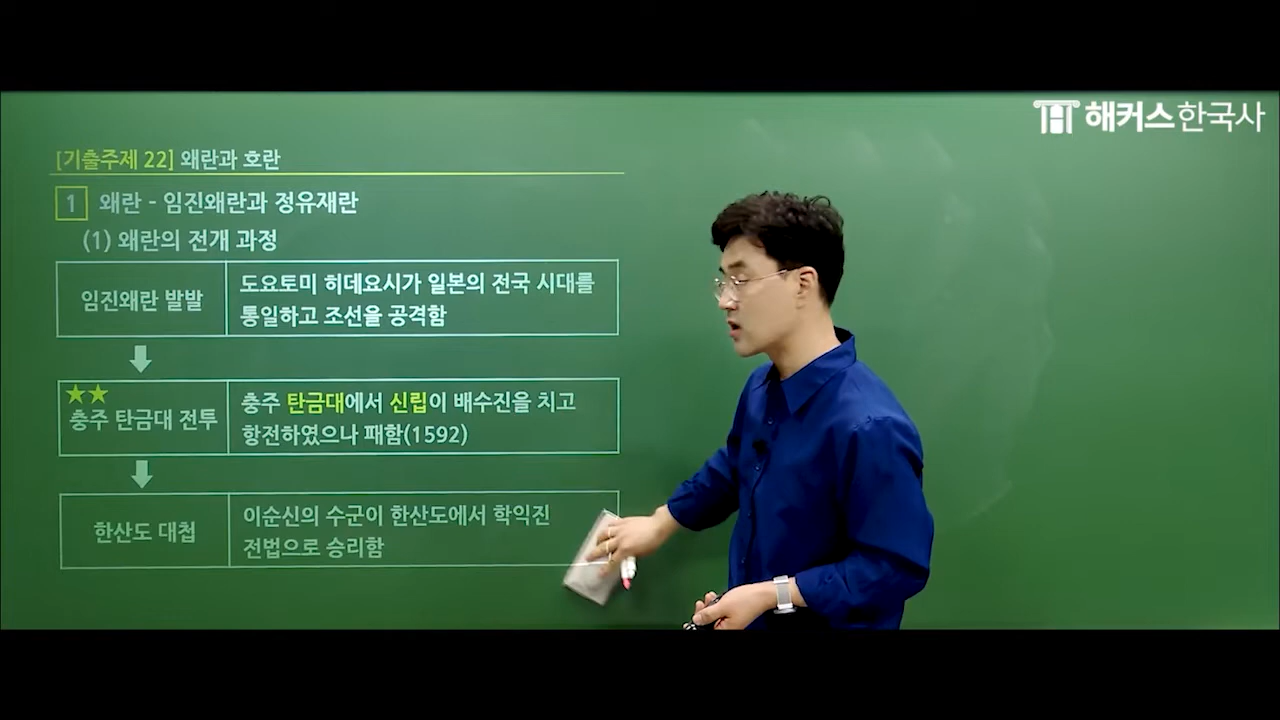 해커스한국사
[기출주제 22] 왜란과 호란
1 왜란 - 임진왜란과 정유재란
(1) 왜란의 전개 과정
임진왜란 발발
도요토미 히데요시가 일본의 전국 시대를
통일하고 조선을 공격함
★★
충주 탄금대 전투
충주 탄금대에서 신립이 배수진을 치고
항전하였으나 패함(1592)
한산도 대첩
이순신의 수군이 한산도에서 학익진
전법으로 승리함